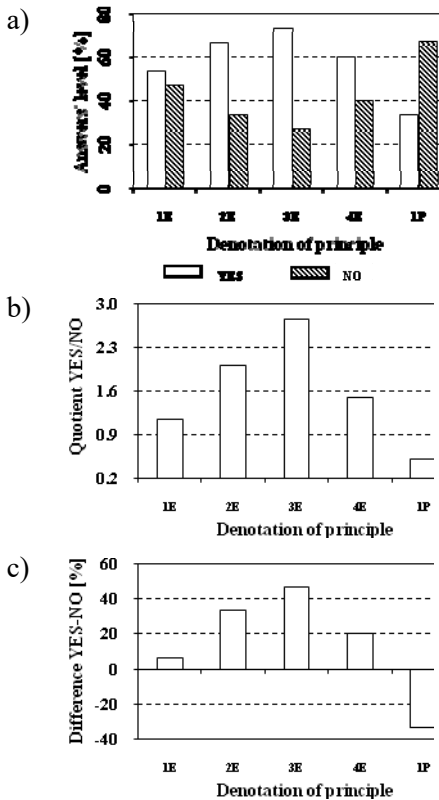 a)
Answers' level [%]
80
60
40
20
0
1E 2E 3E 4E 1P
Denotation of principle
YES NO
b)
Quotient YES/NO
3.0
2.3
1.6
0.9
0.2
1E 2E 3E 4E 1P
Denotation of principle
c)
Difference YES-NO [%]
60
40
20
0
-20
-40
1E 2E 3E 4E 1P
Denotation of principle